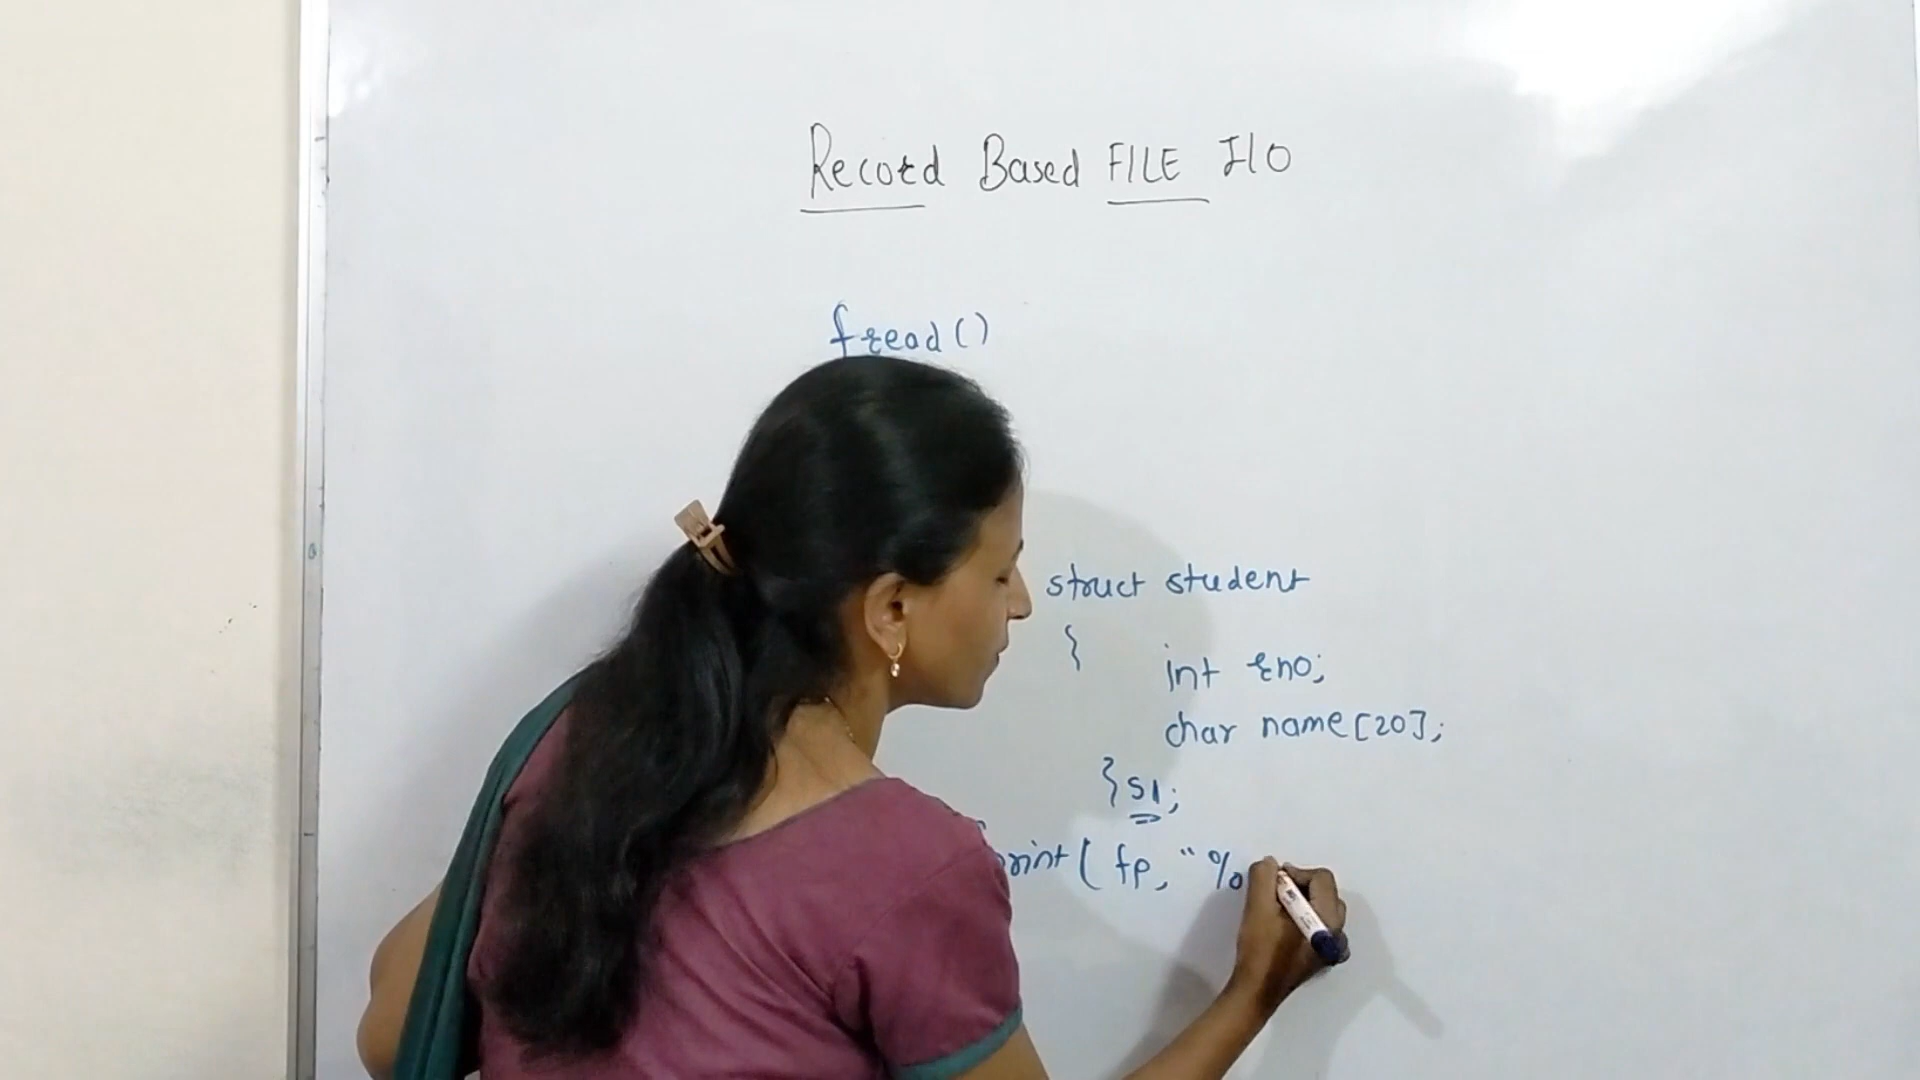 Record Based FILE I/O
fread()
struct student
{
int rno;
char name[20];
}s1;
print( fp, " %